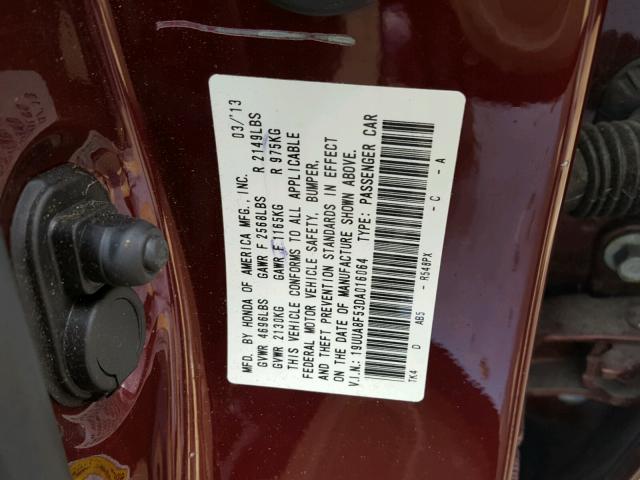 MFD. BY HONDA OF AMERICA MFG., INC. 03/'13
GVWR 4698LBS GAWR F 2568LBS R 2149LBS
GVWR 2130KG GAWR F 1165KG R 975KG
THIS VEHICLE CONFORMS TO ALL APPLICABLE
FEDERAL MOTOR VEHICLE SAFETY, BUMPER,
AND THEFT PREVENTION STANDARDS IN EFFECT
ON THE DATE OF MANUFACTURE SHOWN ABOVE.
V.I.N.: 19UUA8F53DA016064 TYPE: PASSENGER CAR
TK4 D AB5 - R548PX - C - A